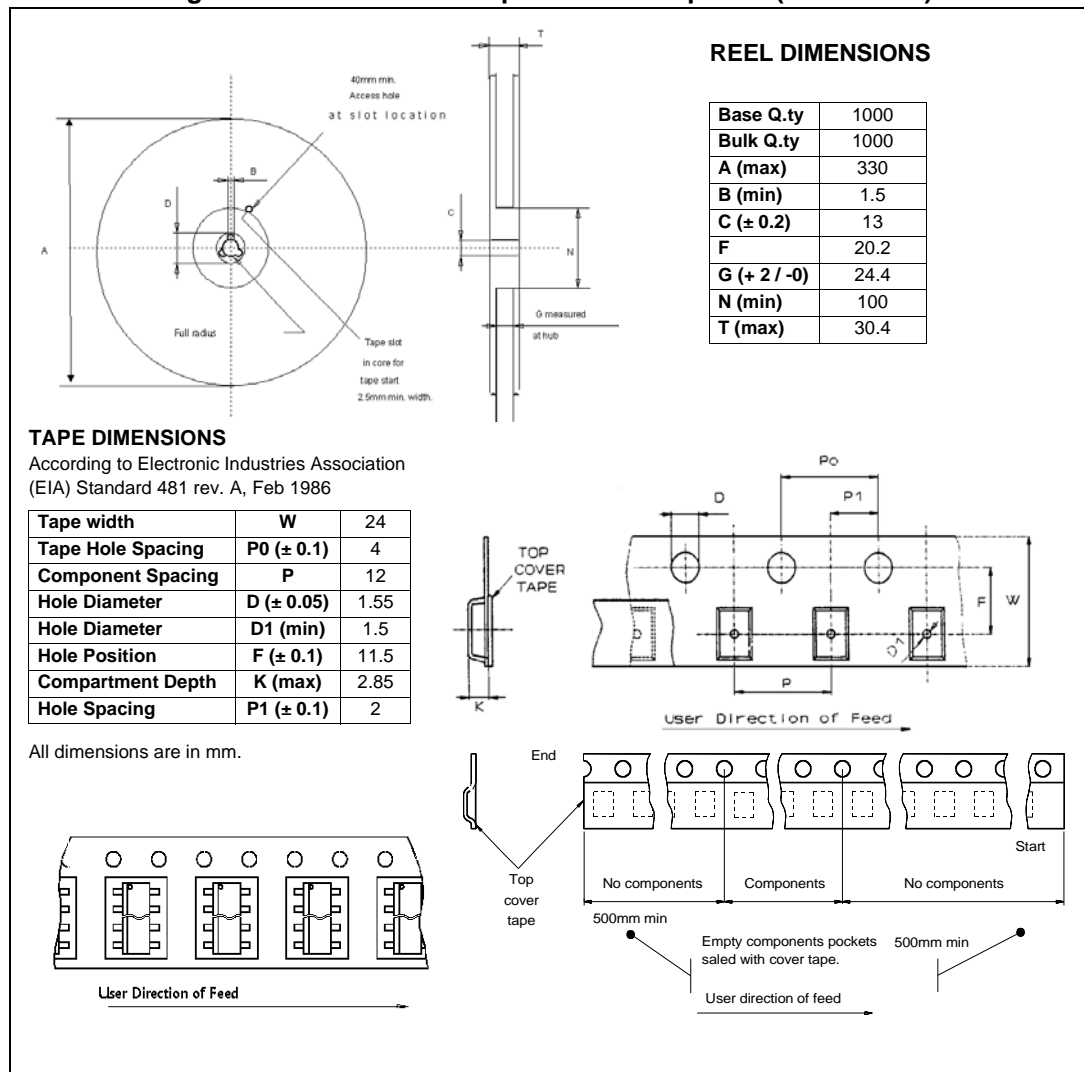 REEL DIMENSIONS
T
40mm min.
Access hole
at slot location
B
D
C
A
N
G measured
at hub
Full radius
Tape slot
in core for
tape start
2.5mm min. width.
Base Q.ty 1000
Bulk Q.ty 1000
A (max) 330
B (min) 1.5
C (± 0.2) 13
F 20.2
G (+ 2 / -0) 24.4
N (min) 100
T (max) 30.4
TAPE DIMENSIONS
According to Electronic Industries Association
(EIA) Standard 481 rev. A, Feb 1986
Tape width W 24
Tape Hole Spacing P0 (± 0.1) 4
Component Spacing P 12
Hole Diameter D (± 0.05) 1.55
Hole Diameter D1 (min) 1.5
Hole Position F (± 0.1) 11.5
Compartment Depth K (max) 2.85
Hole Spacing P1 (± 0.1) 2
All dimensions are in mm.
Po
D
P1
TOP
COVER
TAPE
F
W
D1
P
K
User Direction of Feed
End
Start
Top
cover
tape
No components
Components
No components
500mm min
Empty components pockets
saled with cover tape.
500mm min
User direction of feed
User Direction of Feed